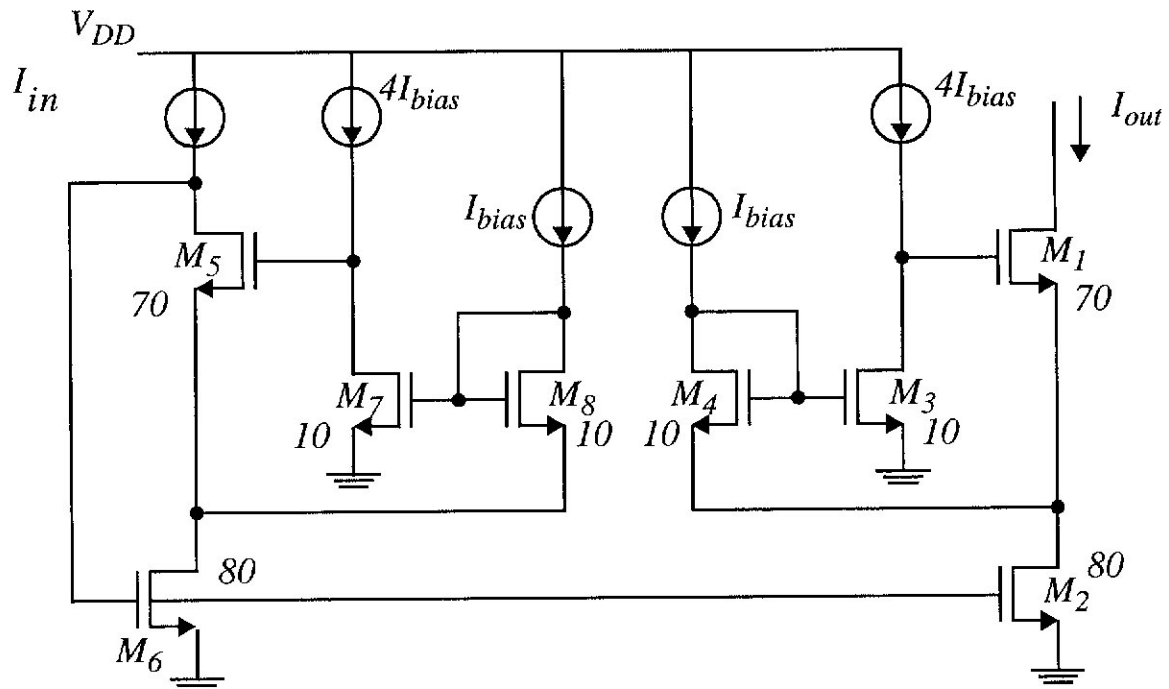 V_DD
I_in
4I_bias
4I_bias
I_out
I_bias
I_bias
M_5
70
M_1
70
M_7
10
M_8
10
M_4
10
M_3
10
80
80
M_2
M_6